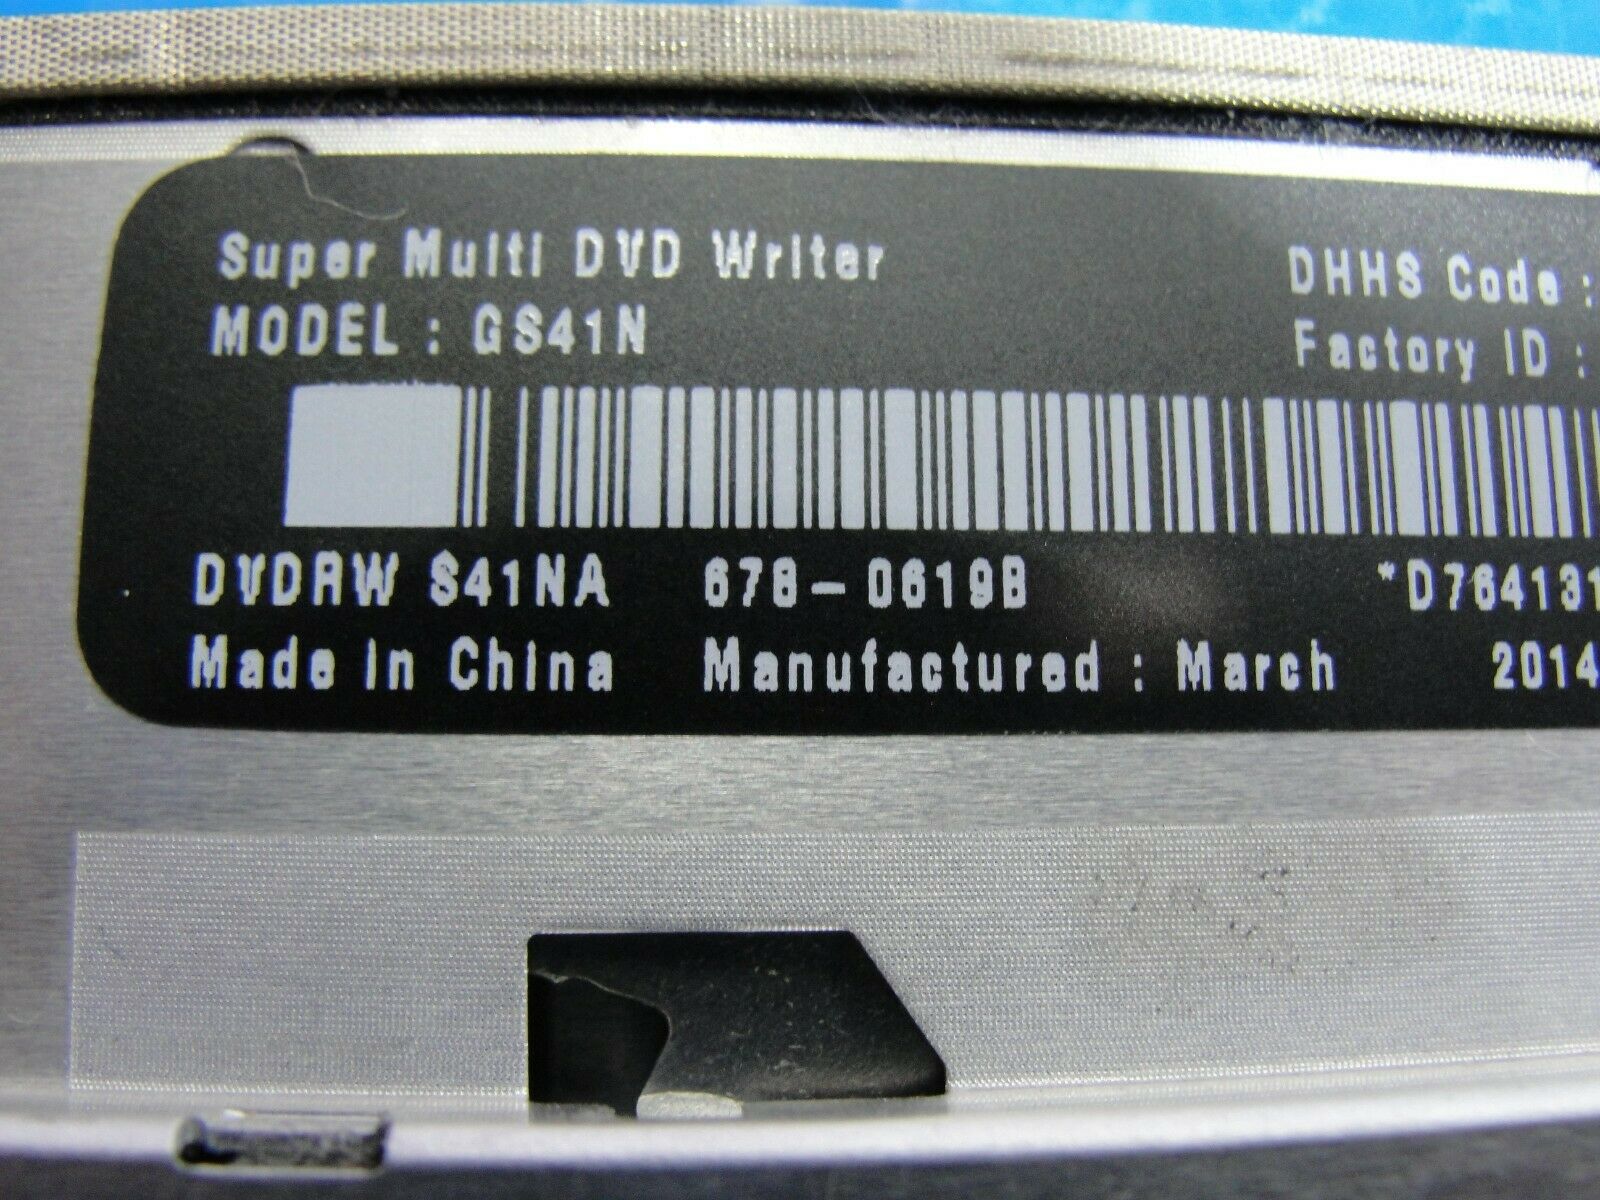 Super Multi DVD Writer DHHS Code :
MODEL : GS41N Factory ID :
DVDRW S41NA 678-0619B *D764131
Made in China Manufactured : March 2014